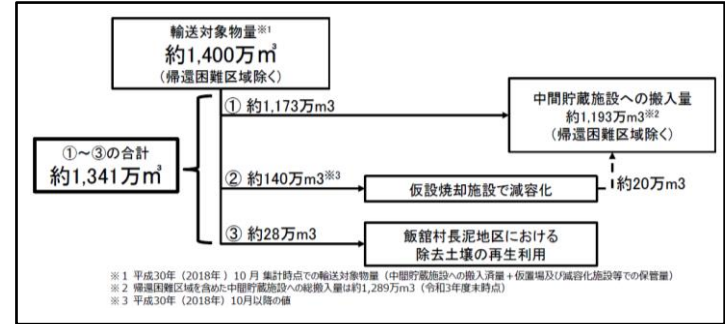 輸送対象物量※1
約1,400万㎥
(帰還困難区域除く)
① 約1,173万m3
中間貯蔵施設への搬入量
約1,193万m3※2
(帰還困難区域除く)
①~③の合計
約1,341万㎥
② 約140万m3※3
仮設焼却施設で減容化
約20万m3
③ 約28万m3
飯舘村長泥地区における
除去土壌の再生利用
※1 平成30年(2018年)10月 集計時点での輸送対象物量(中間貯蔵施設への搬入済量+仮置場及び減容化施設等での保管量)
※2 帰還困難区域を含めた中間貯蔵施設への総搬入量は約1,289万m3(令和3年度末時点)
※3 平成30年(2018年)10月以降の値